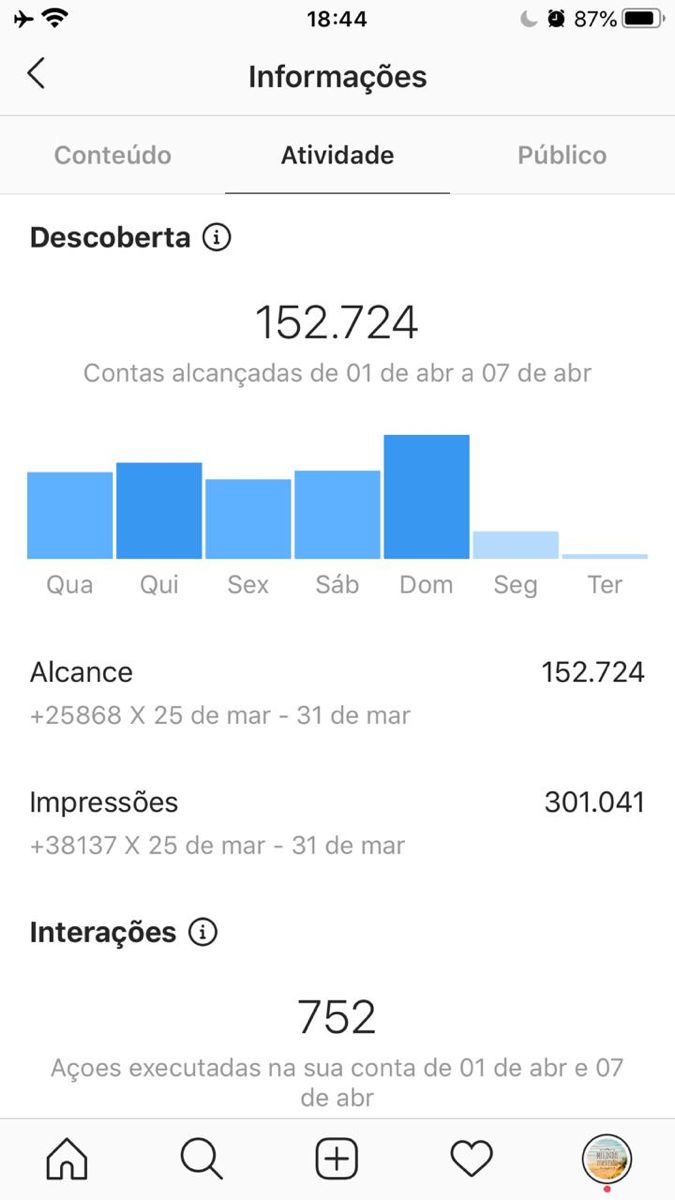 18:44
87%
Informações
Conteúdo Atividade Público
Descoberta
152.724
Contas alcançadas de 01 de abr a 07 de abr
Qua Qui Sex Sáb Dom Seg Ter
Alcance 152.724
+25868 X 25 de mar - 31 de mar
Impressões 301.041
+38137 X 25 de mar - 31 de mar
Interações
752
Açoes executadas na sua conta de 01 de abr e 07
de abr